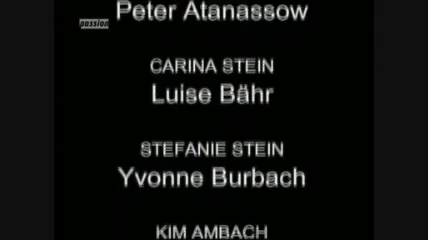 passion
Peter Atanassow
CARINA STEIN
Luise Bähr
STEFANIE STEIN
Yvonne Burbach
KIM AMBACH